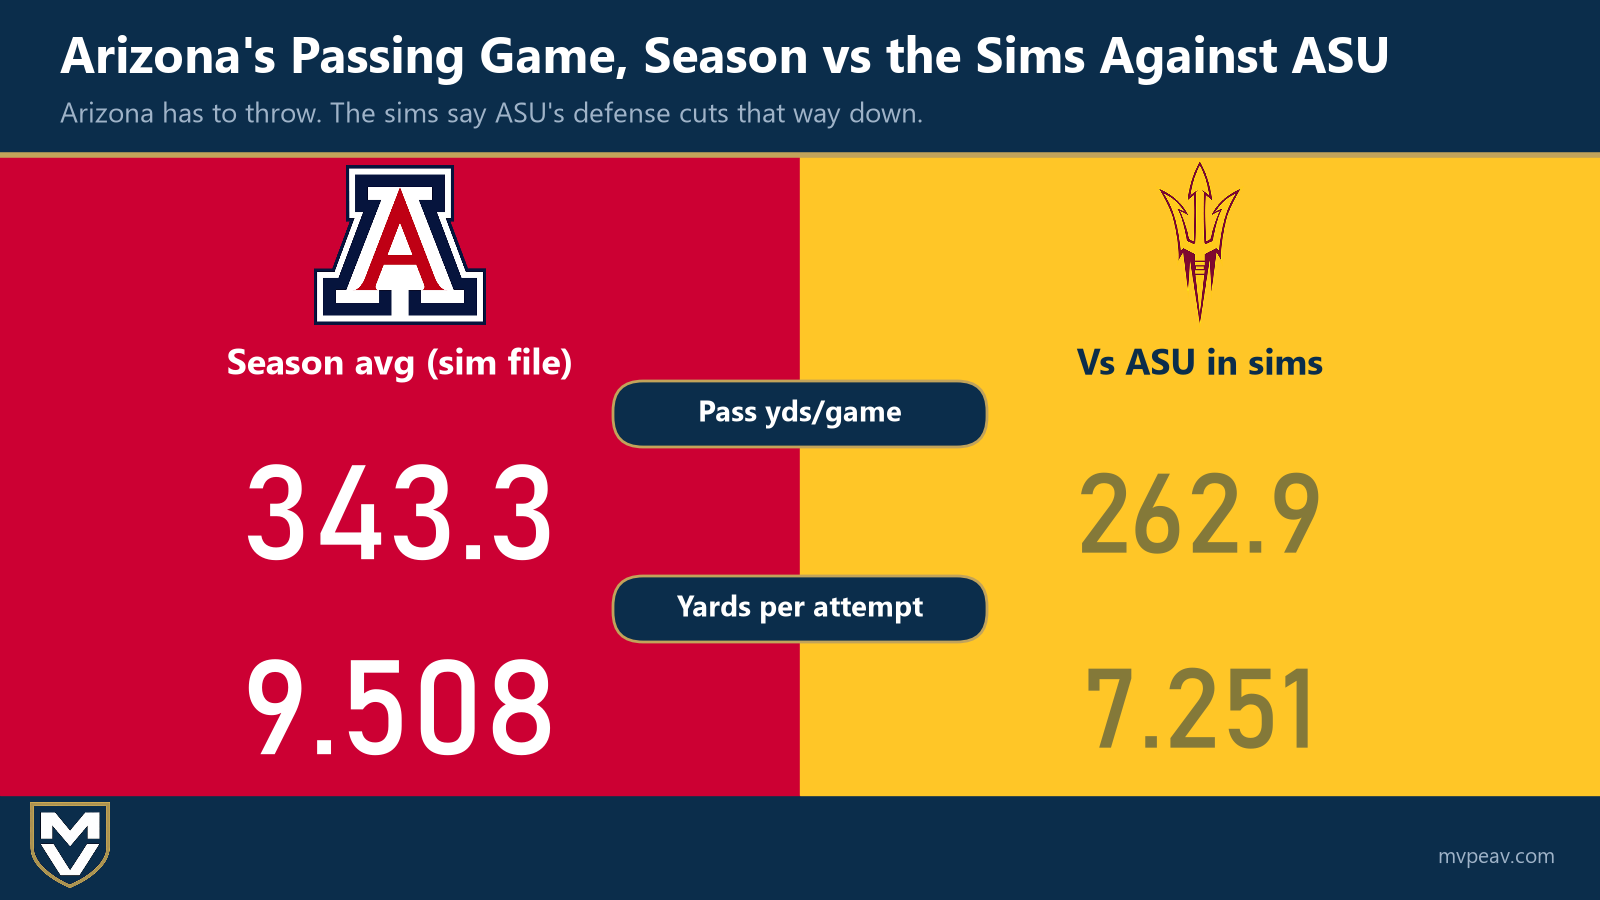 Arizona's Passing Game, Season vs the Sims Against ASU
Arizona has to throw. The sims say ASU's defense cuts that way down.
A
Season avg (sim file)
Vs ASU in sims
Pass yds/game
343.3
262.9
Yards per attempt
9.508
7.251
MV
mvpeav.com